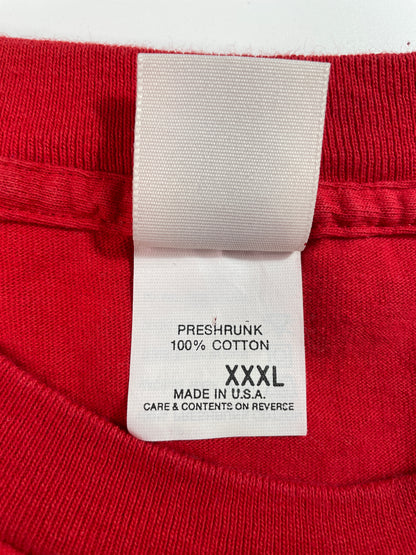 PRESHRUNK
100% COTTON
XXXL
MADE IN U.S.A.
CARE & CONTENTS ON REVERSE